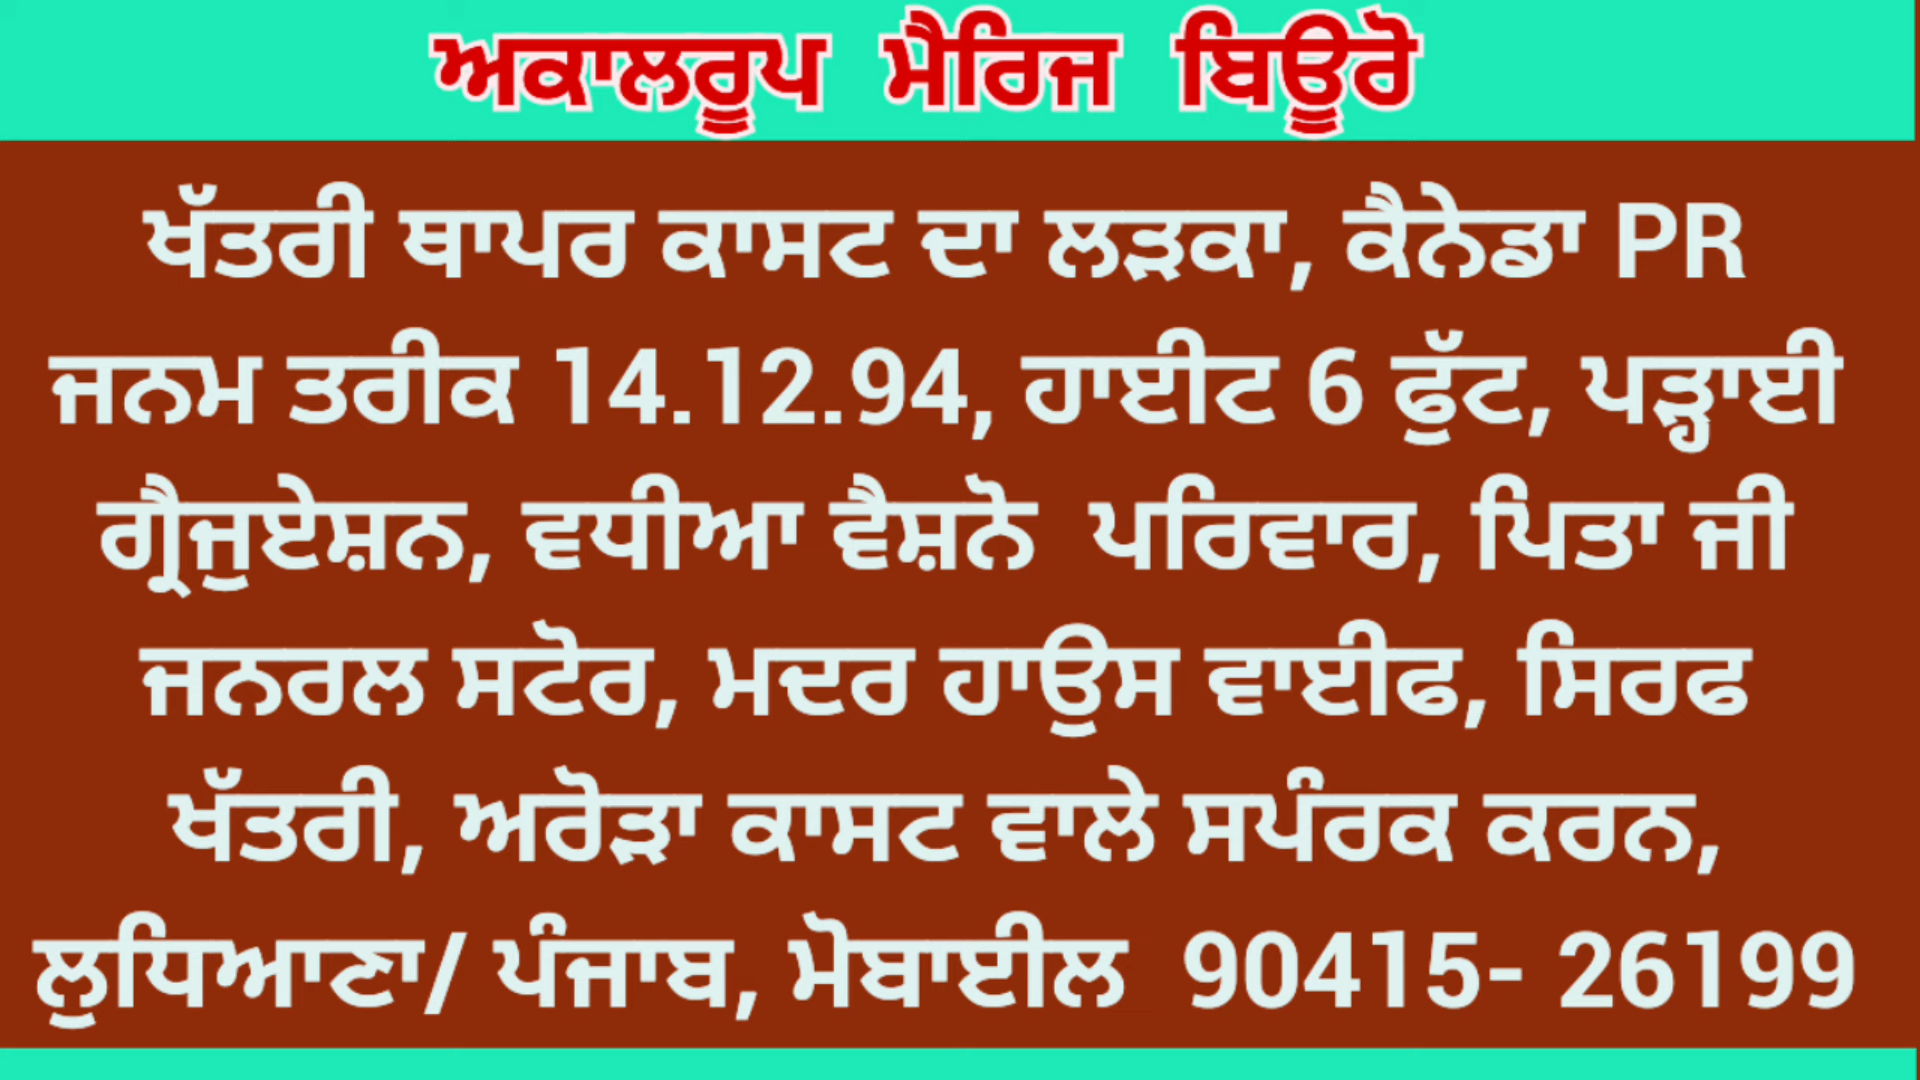 ਅਕਾਲਰੂਪ ਮੈਰਿਜ ਬਿਊਰੋ
ਖੱਤਰੀ ਥਾਪਰ ਕਾਸਟ ਦਾ ਲੜਕਾ, ਕੈਨੇਡਾ PR
ਜਨਮ ਤਰੀਕ 14.12.94, ਹਾਈਟ 6 ਫੁੱਟ, ਪੜ੍ਹਾਈ
ਗ੍ਰੈਜੁਏਸ਼ਨ, ਵਧੀਆ ਵੈਸ਼ਨੋ ਪਰਿਵਾਰ, ਪਿਤਾ ਜੀ
ਜਨਰਲ ਸਟੋਰ, ਮਦਰ ਹਾਉਸ ਵਾਈਫ, ਸਿਰਫ
ਖੱਤਰੀ, ਅਰੋੜਾ ਕਾਸਟ ਵਾਲੇ ਸਪੰਰਕ ਕਰਨ,
ਲੁਧਿਆਣਾ/ ਪੰਜਾਬ, ਮੋਬਾਈਲ 90415- 26199